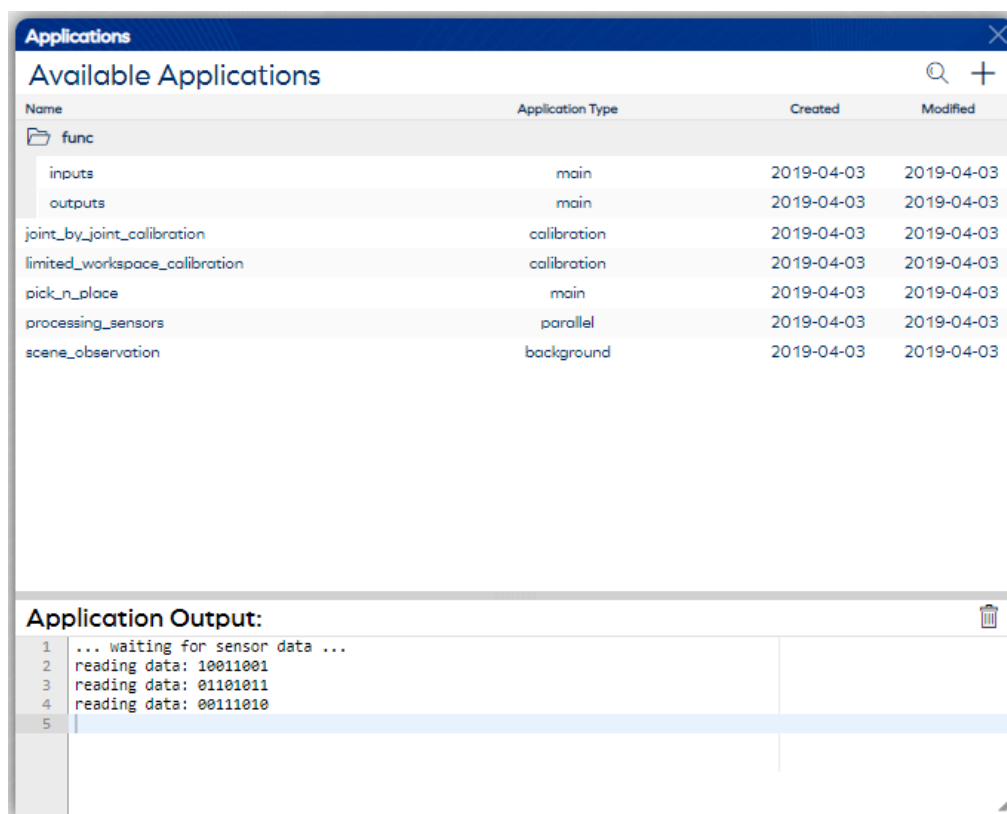 Applications
Available Applications
Name Application Type Created Modified
func
inputs main 2019-04-03 2019-04-03
outputs main 2019-04-03 2019-04-03
joint_by_joint_calibration calibration 2019-04-03 2019-04-03
limited_workspace_calibration calibration 2019-04-03 2019-04-03
pick_n_place main 2019-04-03 2019-04-03
processing_sensors parallel 2019-04-03 2019-04-03
scene_observation background 2019-04-03 2019-04-03
Application Output:
1 ... waiting for sensor data ...
2 reading data: 10011001
3 reading data: 01101011
4 reading data: 00111010
5